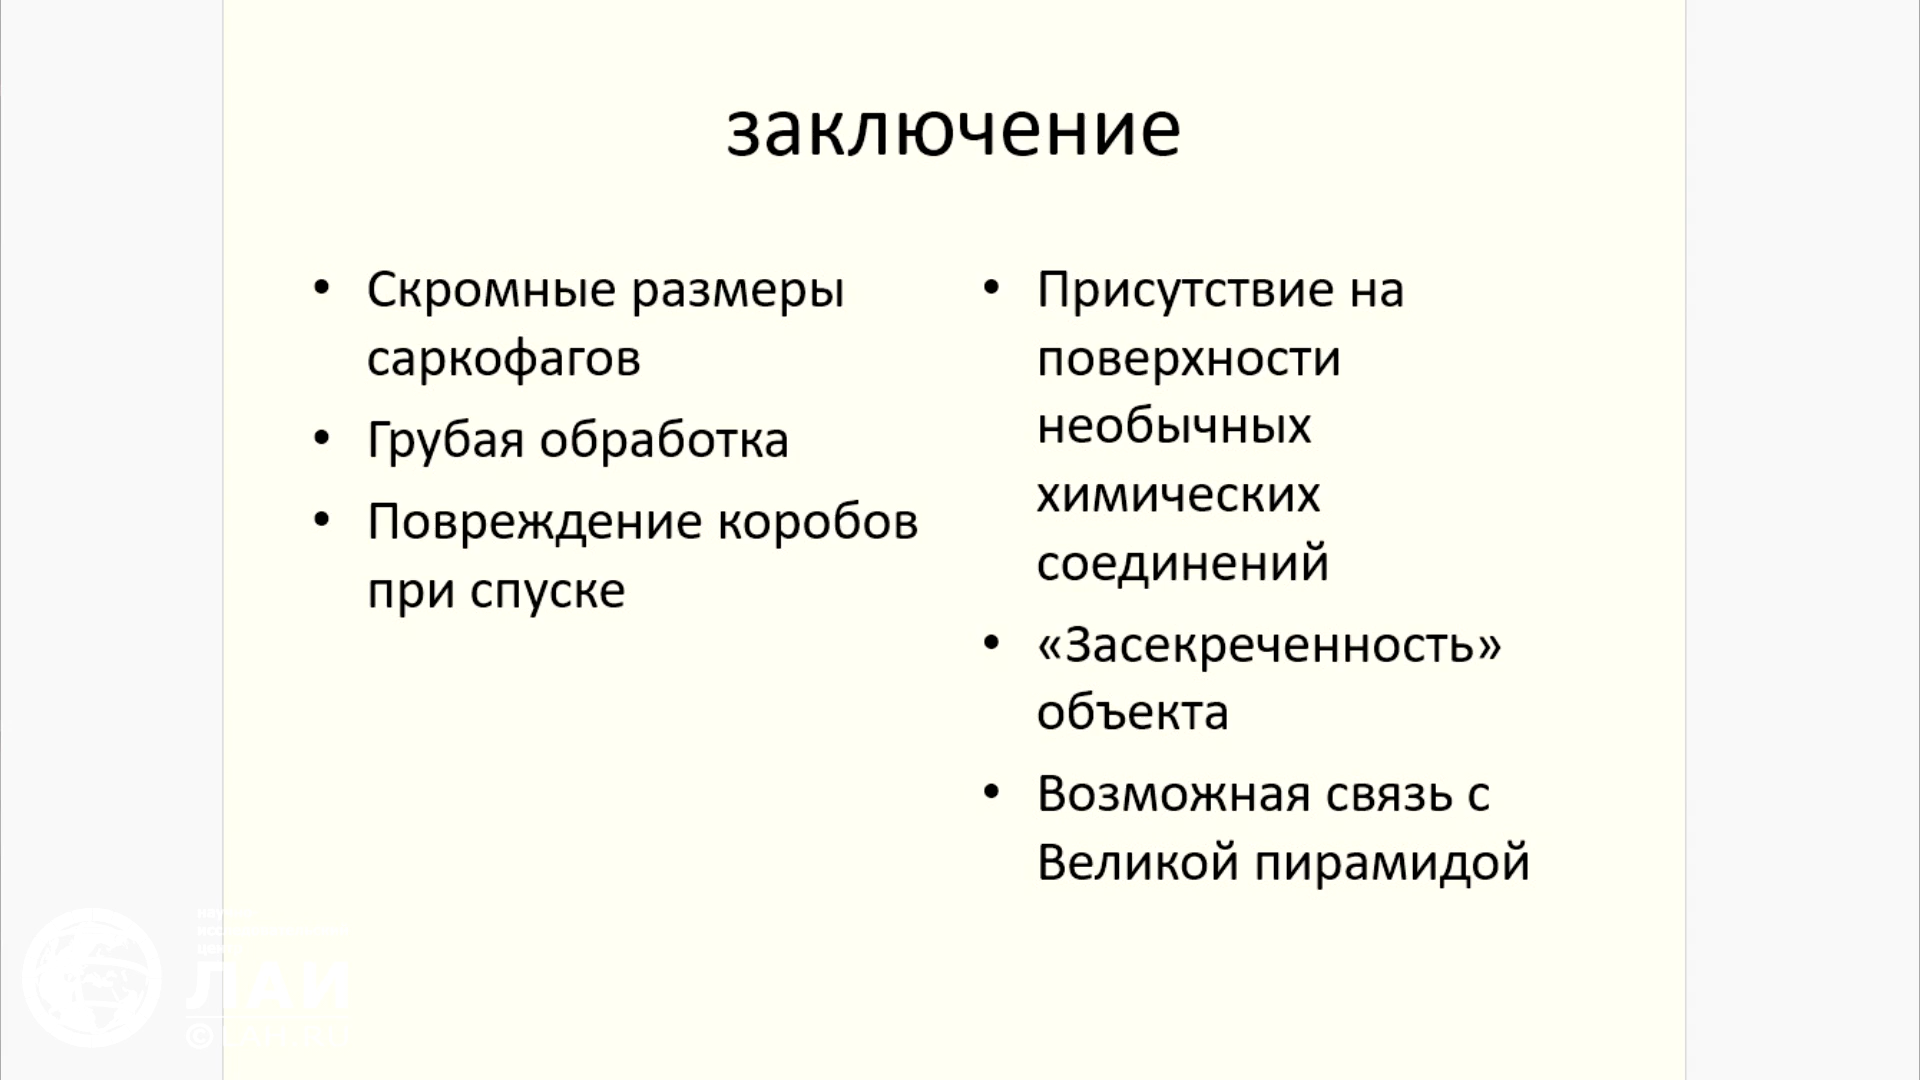 заключение
• Скромные размеры
саркофагов
• Грубая обработка
• Повреждение коробов
при спуске
• Присутствие на
поверхности
необычных
химических
соединений
• «Засекреченность»
объекта
• Возможная связь с
Великой пирамидой
ЛАИ